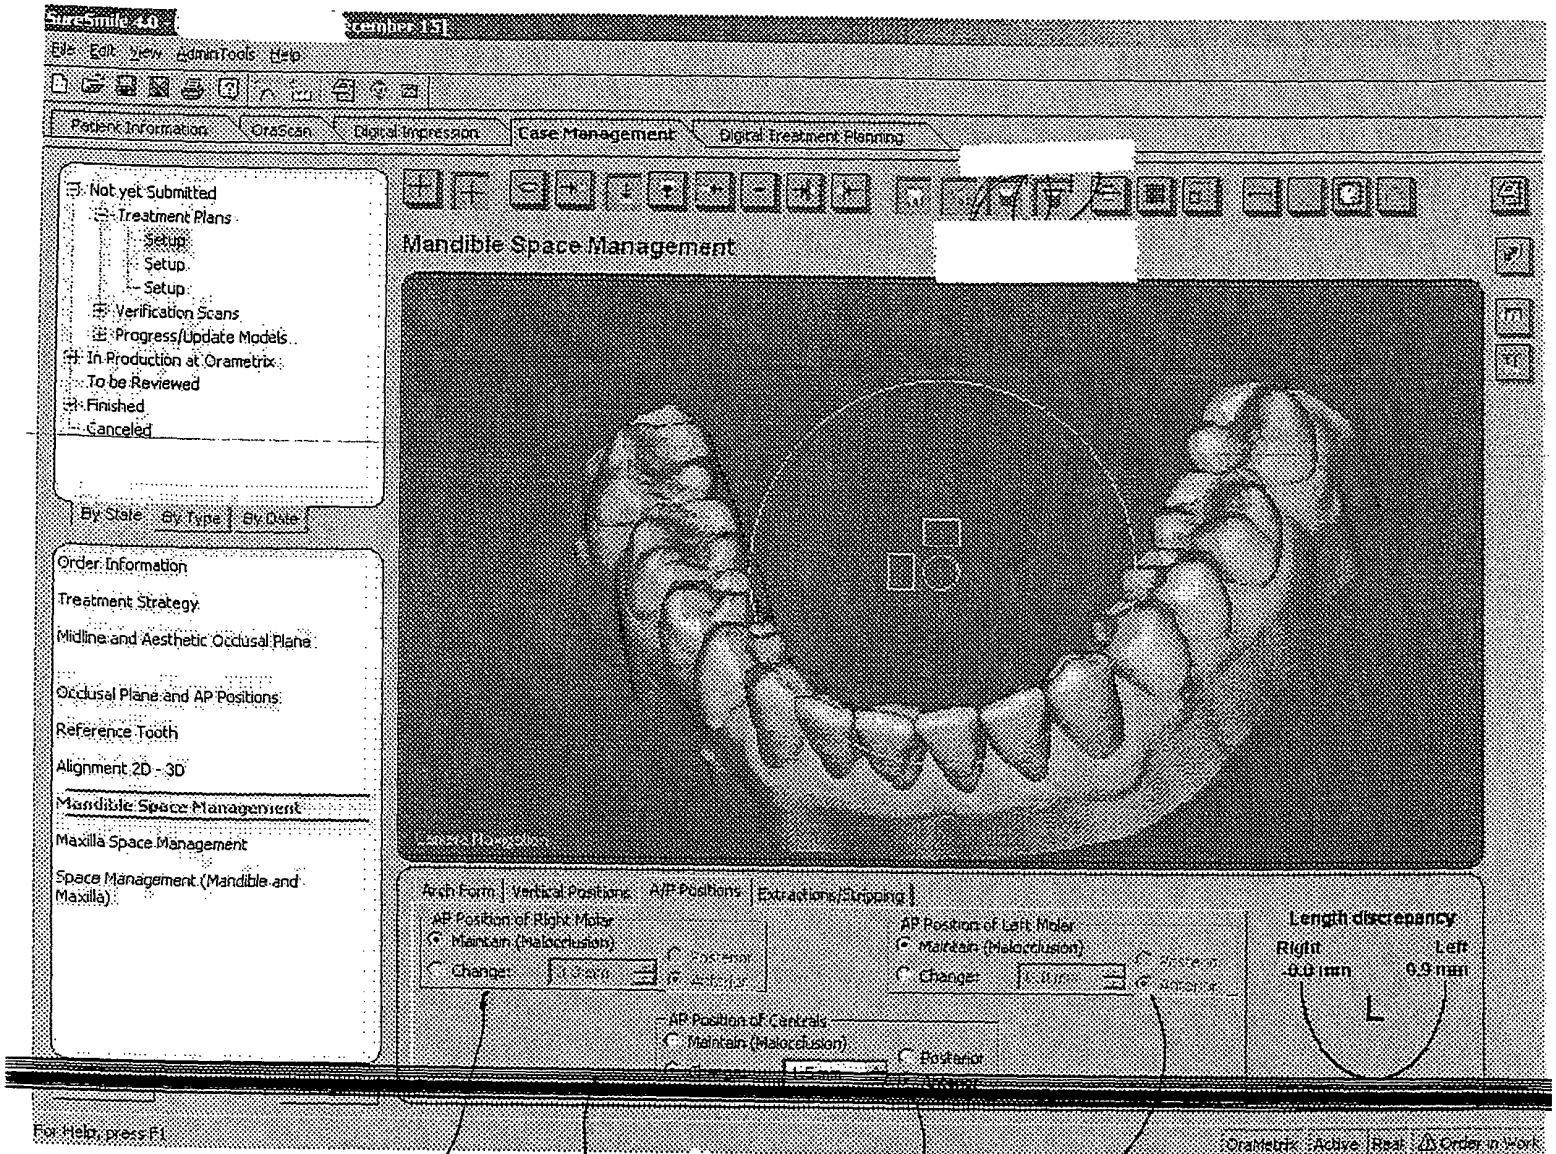 SureSmile 4.0 -
cember 15]
File Edit View AdminTools Help
Patient Information OraScan Digital Impression Case Management Digital Treatment Planning
Not yet Submitted
Treatment Plans
Setup
Setup
Setup
Verification Scans
Progress/Update Models
In Production at Orametrix
To be Reviewed
Finished
Canceled
By State By Type By Date
Order Information
Treatment Strategy
Midline and Aesthetic Occlusal Plane
Occlusal Plane and AP Positions
Reference Tooth
Alignment 2D - 3D
Mandible Space Management
Maxilla Space Management
Space Management (Mandible and
Maxilla)
Mandible Space Management
Arch Form Vertical Positions A/P Positions Extractions/Stripping
AP Position of Right Molar
Maintain (Malocclusion)
Change:
Posterior
Anterior
AP Position of Left Molar
Maintain (Malocclusion)
Change:
Posterior
Anterior
AP Position of Centrals
Maintain (Malocclusion)
Posterior
Length discrepancy
Right Left
-0.0 mm 0.9 mm
L
For Help, press F1
OraMetrix Active Real Order in Work